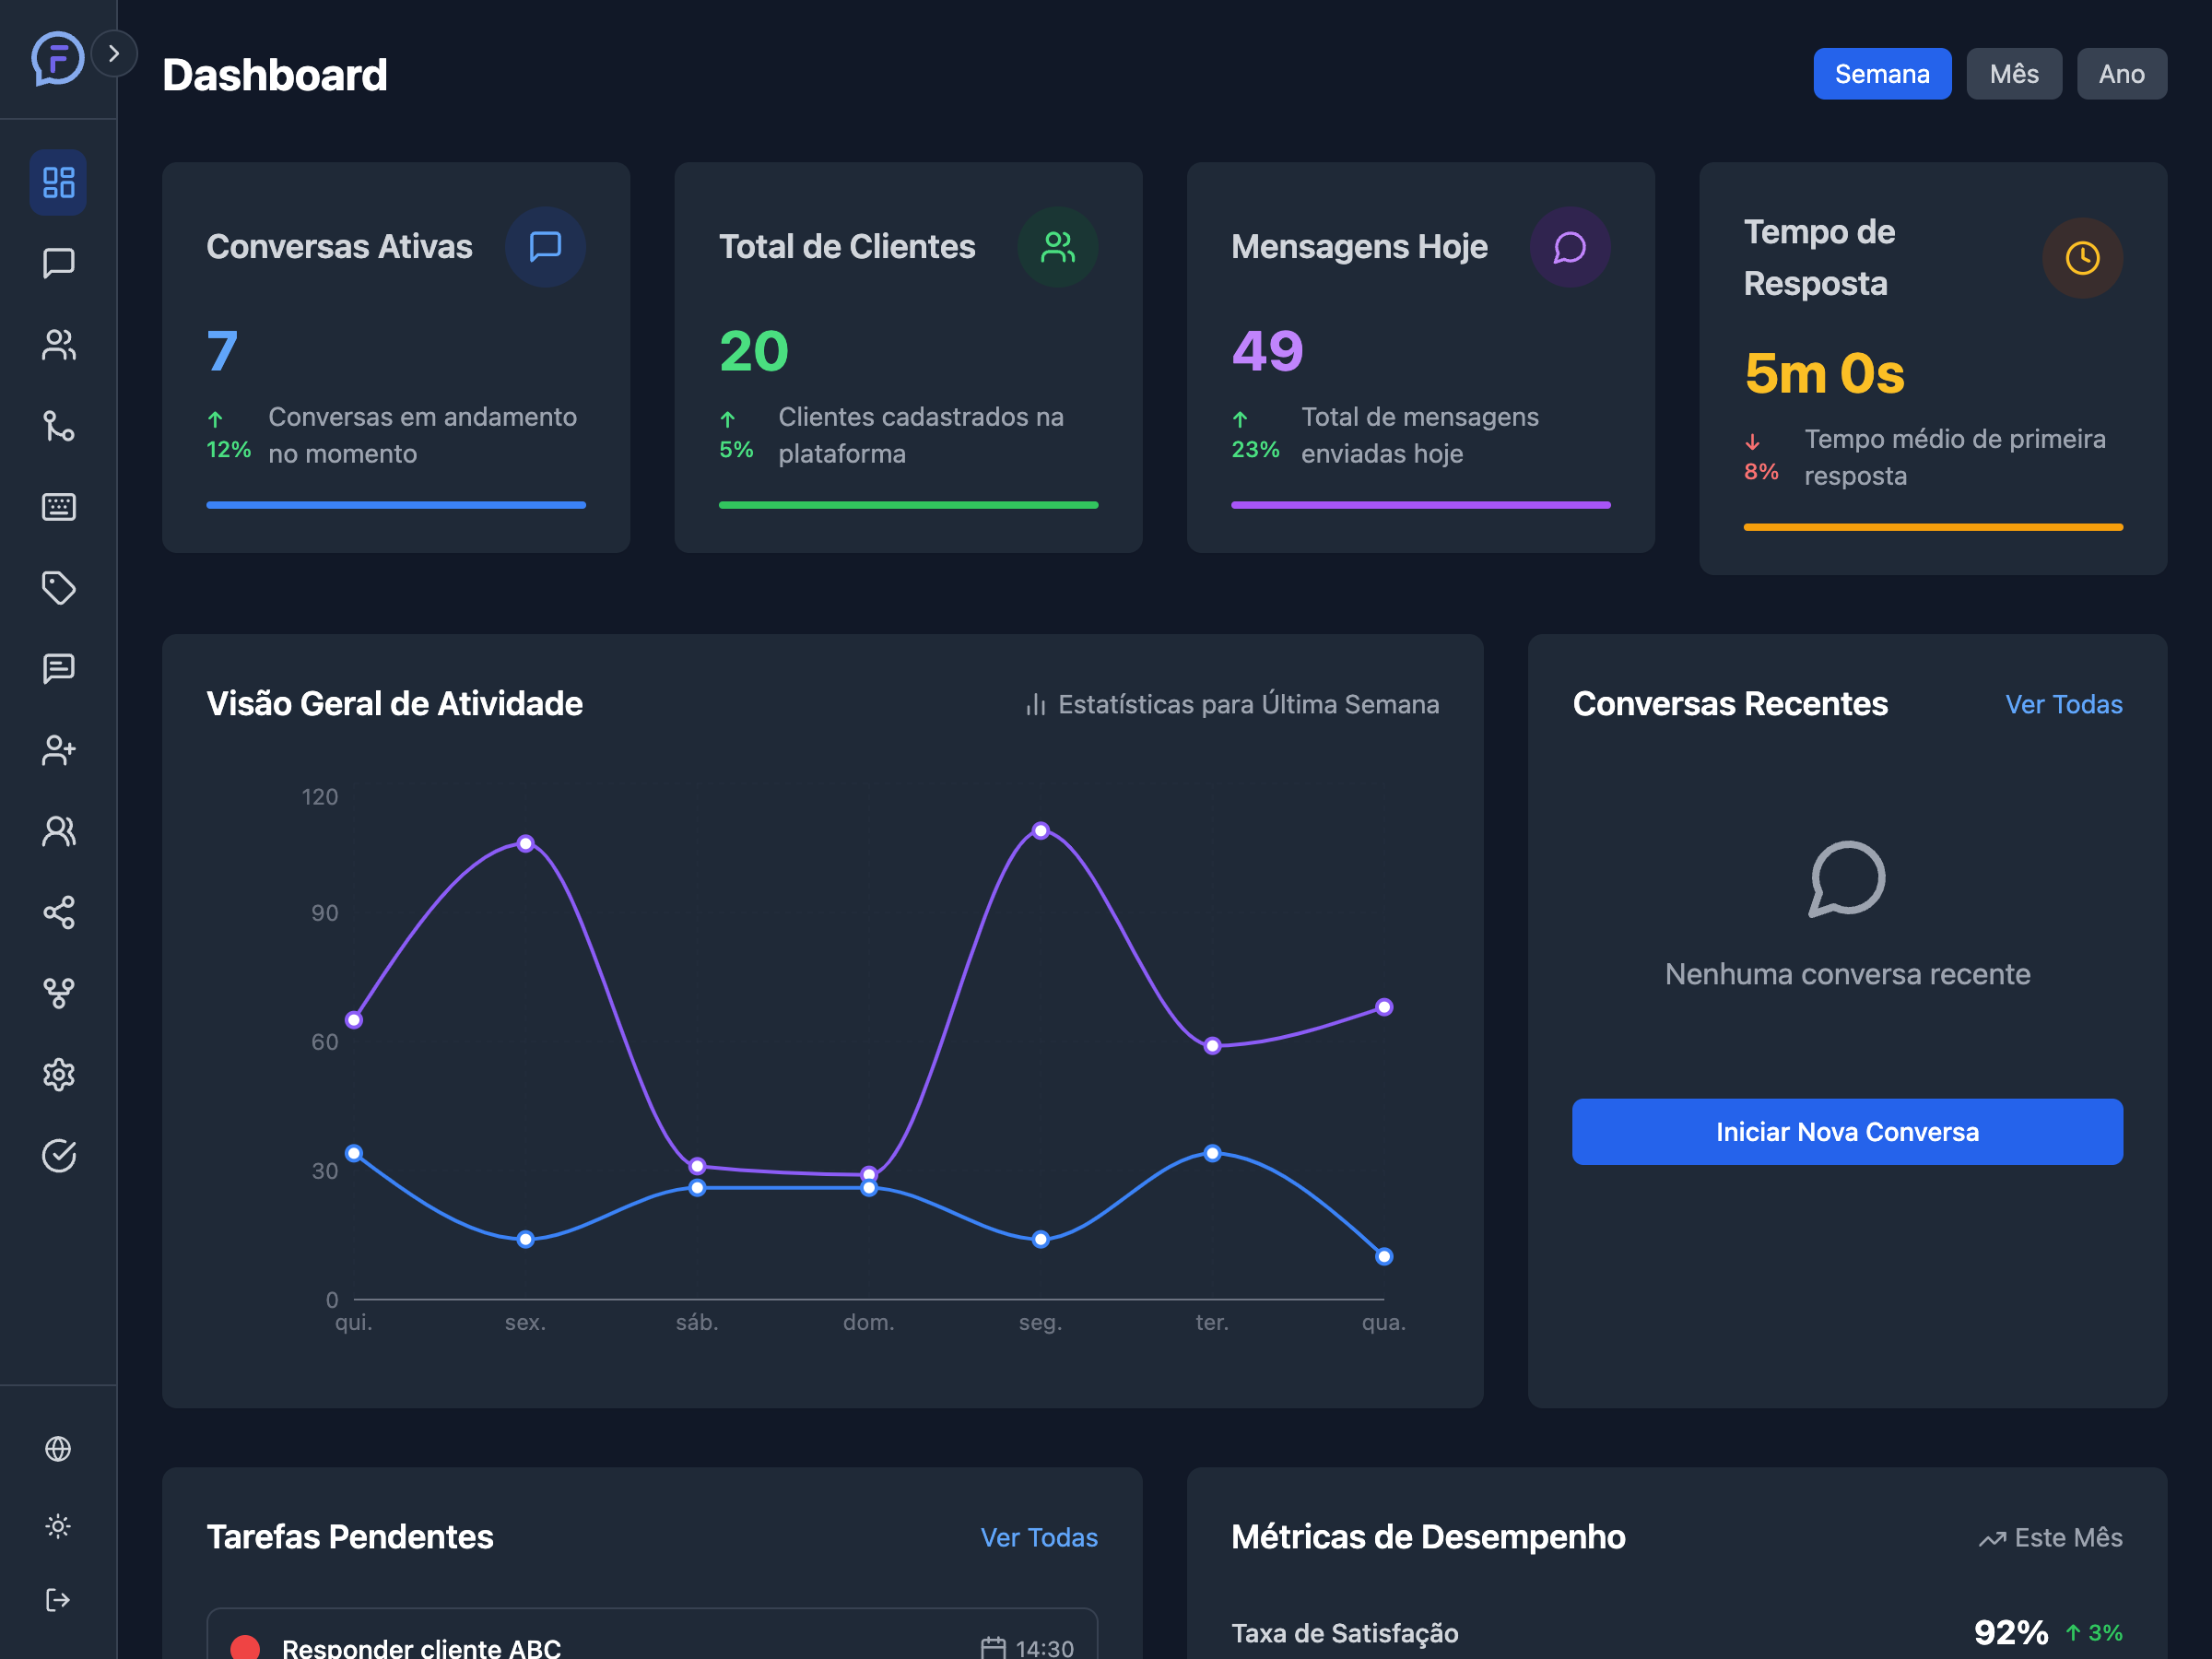 F
Dashboard
Semana
Mês
Ano
Conversas Ativas
7
↑ 12%
Conversas em andamento
no momento
Total de Clientes
20
↑ 5%
Clientes cadastrados na
plataforma
Mensagens Hoje
49
↑ 23%
Total de mensagens
enviadas hoje
Tempo de
Resposta
5m 0s
↓ 8%
Tempo médio de primeira
resposta
Visão Geral de Atividade
Estatísticas para Última Semana
120
90
60
30
0
qui. sex. sáb. dom. seg. ter. qua.
Conversas Recentes
Ver Todas
Nenhuma conversa recente
Iniciar Nova Conversa
Tarefas Pendentes
Ver Todas
Responder cliente ABC
14:30
Métricas de Desempenho
Este Mês
Taxa de Satisfação
92% ↑ 3%